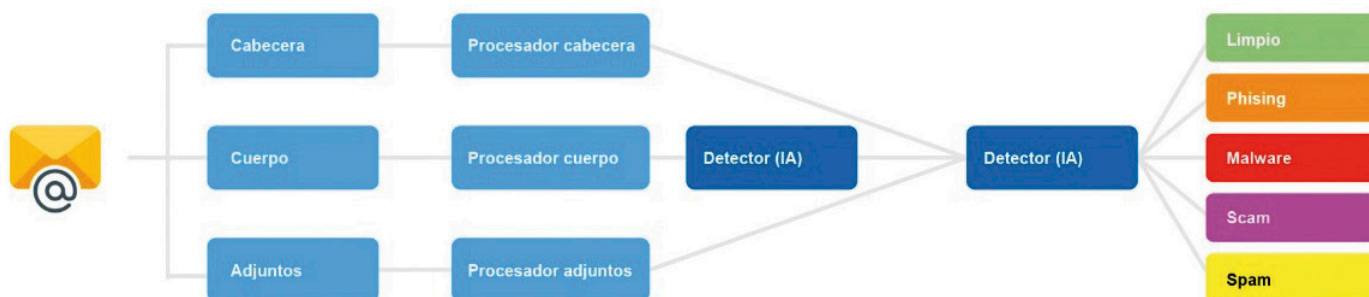 Cabecera
Procesador cabecera
Cuerpo
Procesador cuerpo
Detector (IA)
Detector (IA)
Adjuntos
Procesador adjuntos
Limpio
Phising
Malware
Scam
Spam